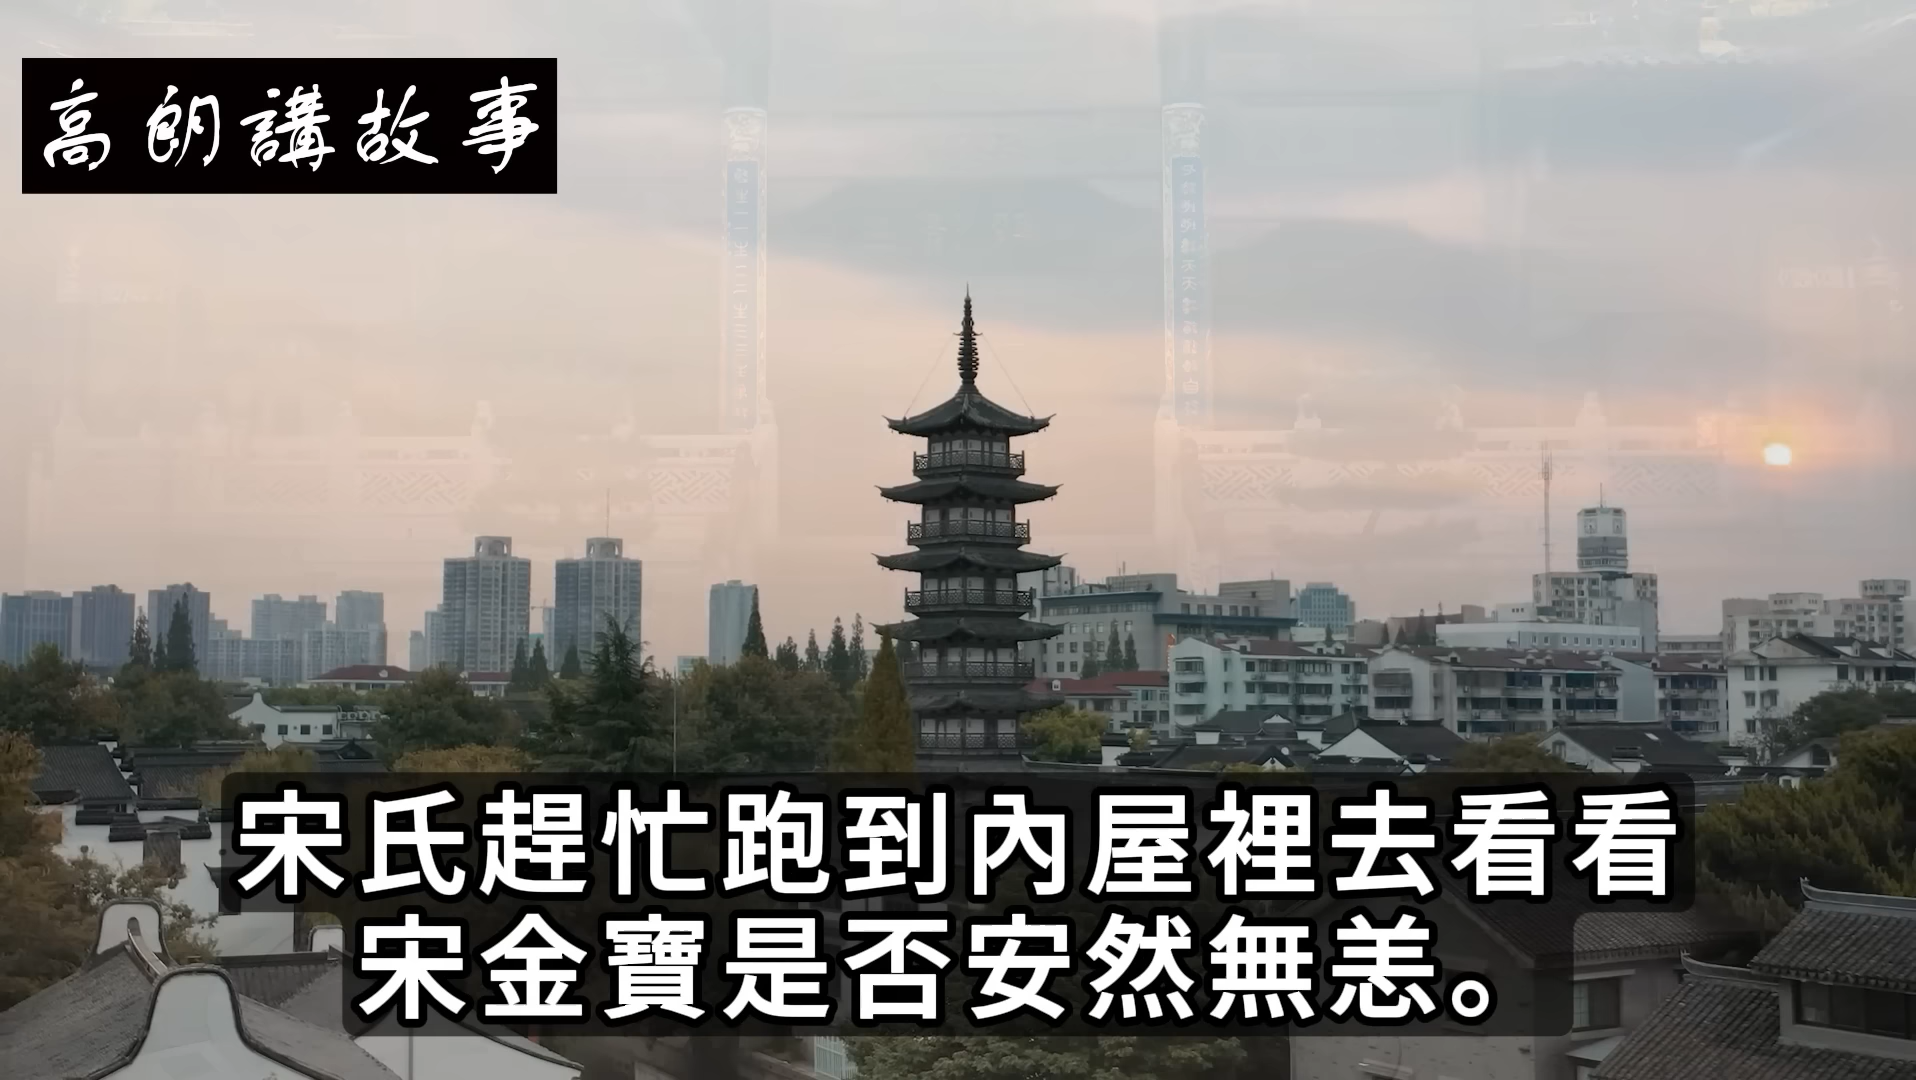 高朗講故事
宋氏趕忙跑到內屋裡去看看
宋金寶是否安然無恙。